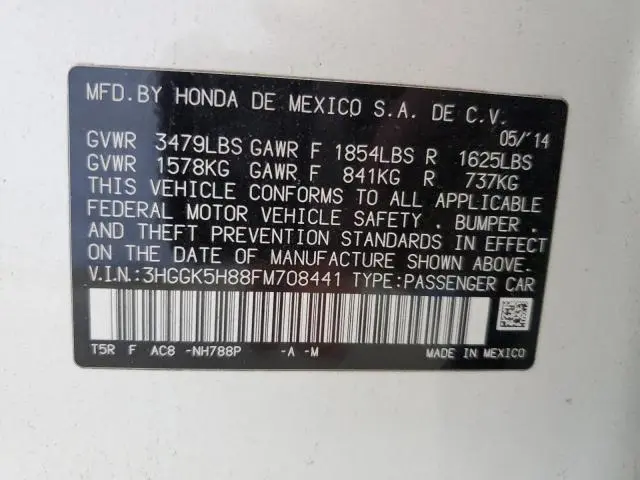 MFD.BY HONDA DE MEXICO S.A. DE C.V.
05/'14
GVWR 3479LBS GAWR F 1854LBS R 1625LBS
GVWR 1578KG GAWR F 841KG R 737KG
THIS VEHICLE CONFORMS TO ALL APPLICABLE
FEDERAL MOTOR VEHICLE SAFETY , BUMPER ,
AND THEFT PREVENTION STANDARDS IN EFFECT
ON THE DATE OF MANUFACTURE SHOWN ABOVE.
V.I.N.:3HGGK5H88FM708441 TYPE:PASSENGER CAR
T5R F AC8 -NH788P -A -M MADE IN MEXICO